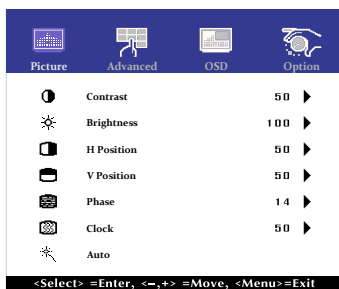 Picture Advanced OSD Option
Contrast 50
Brightness 100
H Position 50
V Position 50
Phase 14
Clock 50
Auto
<Select> =Enter, <−,+> =Move, <Menu>=Exit